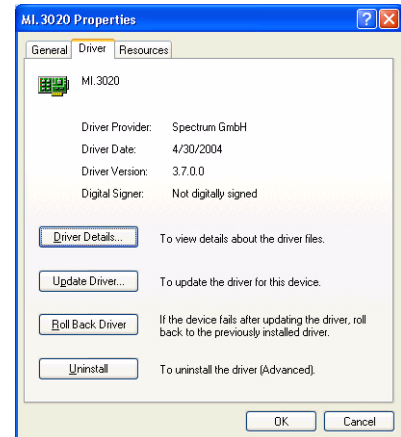 MI.3020 Properties
General Driver Resources
MI.3020
Driver Provider: Spectrum GmbH
Driver Date: 4/30/2004
Driver Version: 3.7.0.0
Digital Signer: Not digitally signed
Driver Details... To view details about the driver files.
Update Driver... To update the driver for this device.
Roll Back Driver If the device fails after updating the driver, roll
back to the previously installed driver.
Uninstall To uninstall the driver (Advanced).
OK Cancel